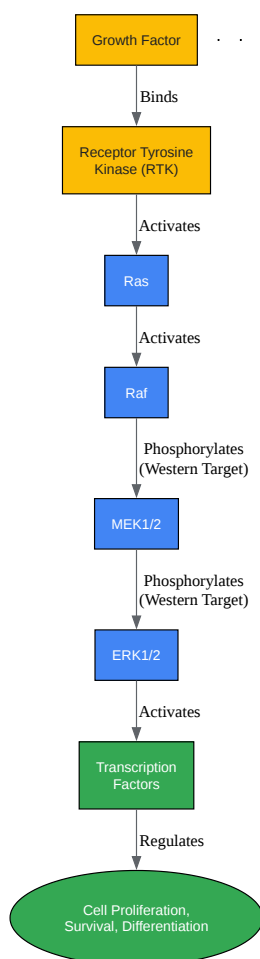 Growth Factor
Binds
Receptor Tyrosine
Kinase (RTK)
Activates
Ras
Activates
Raf
Phosphorylates
(Western Target)
MEK1/2
Phosphorylates
(Western Target)
ERK1/2
Activates
Transcription
Factors
Regulates
Cell Proliferation,
Survival, Differentiation